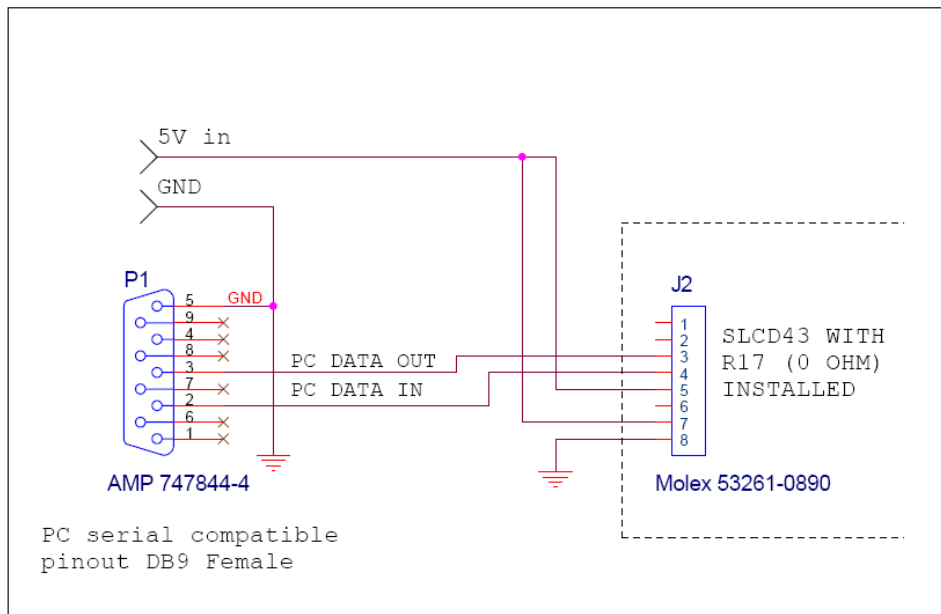 5V in
GND
P1
5
GND
9
4
8
3
PC DATA OUT
7
PC DATA IN
2
6
1
AMP 747844-4
PC serial compatible
pinout DB9 Female
J2
1
2
3
4
5
6
7
8
SLCD43 WITH
R17 (0 OHM)
INSTALLED
Molex 53261-0890